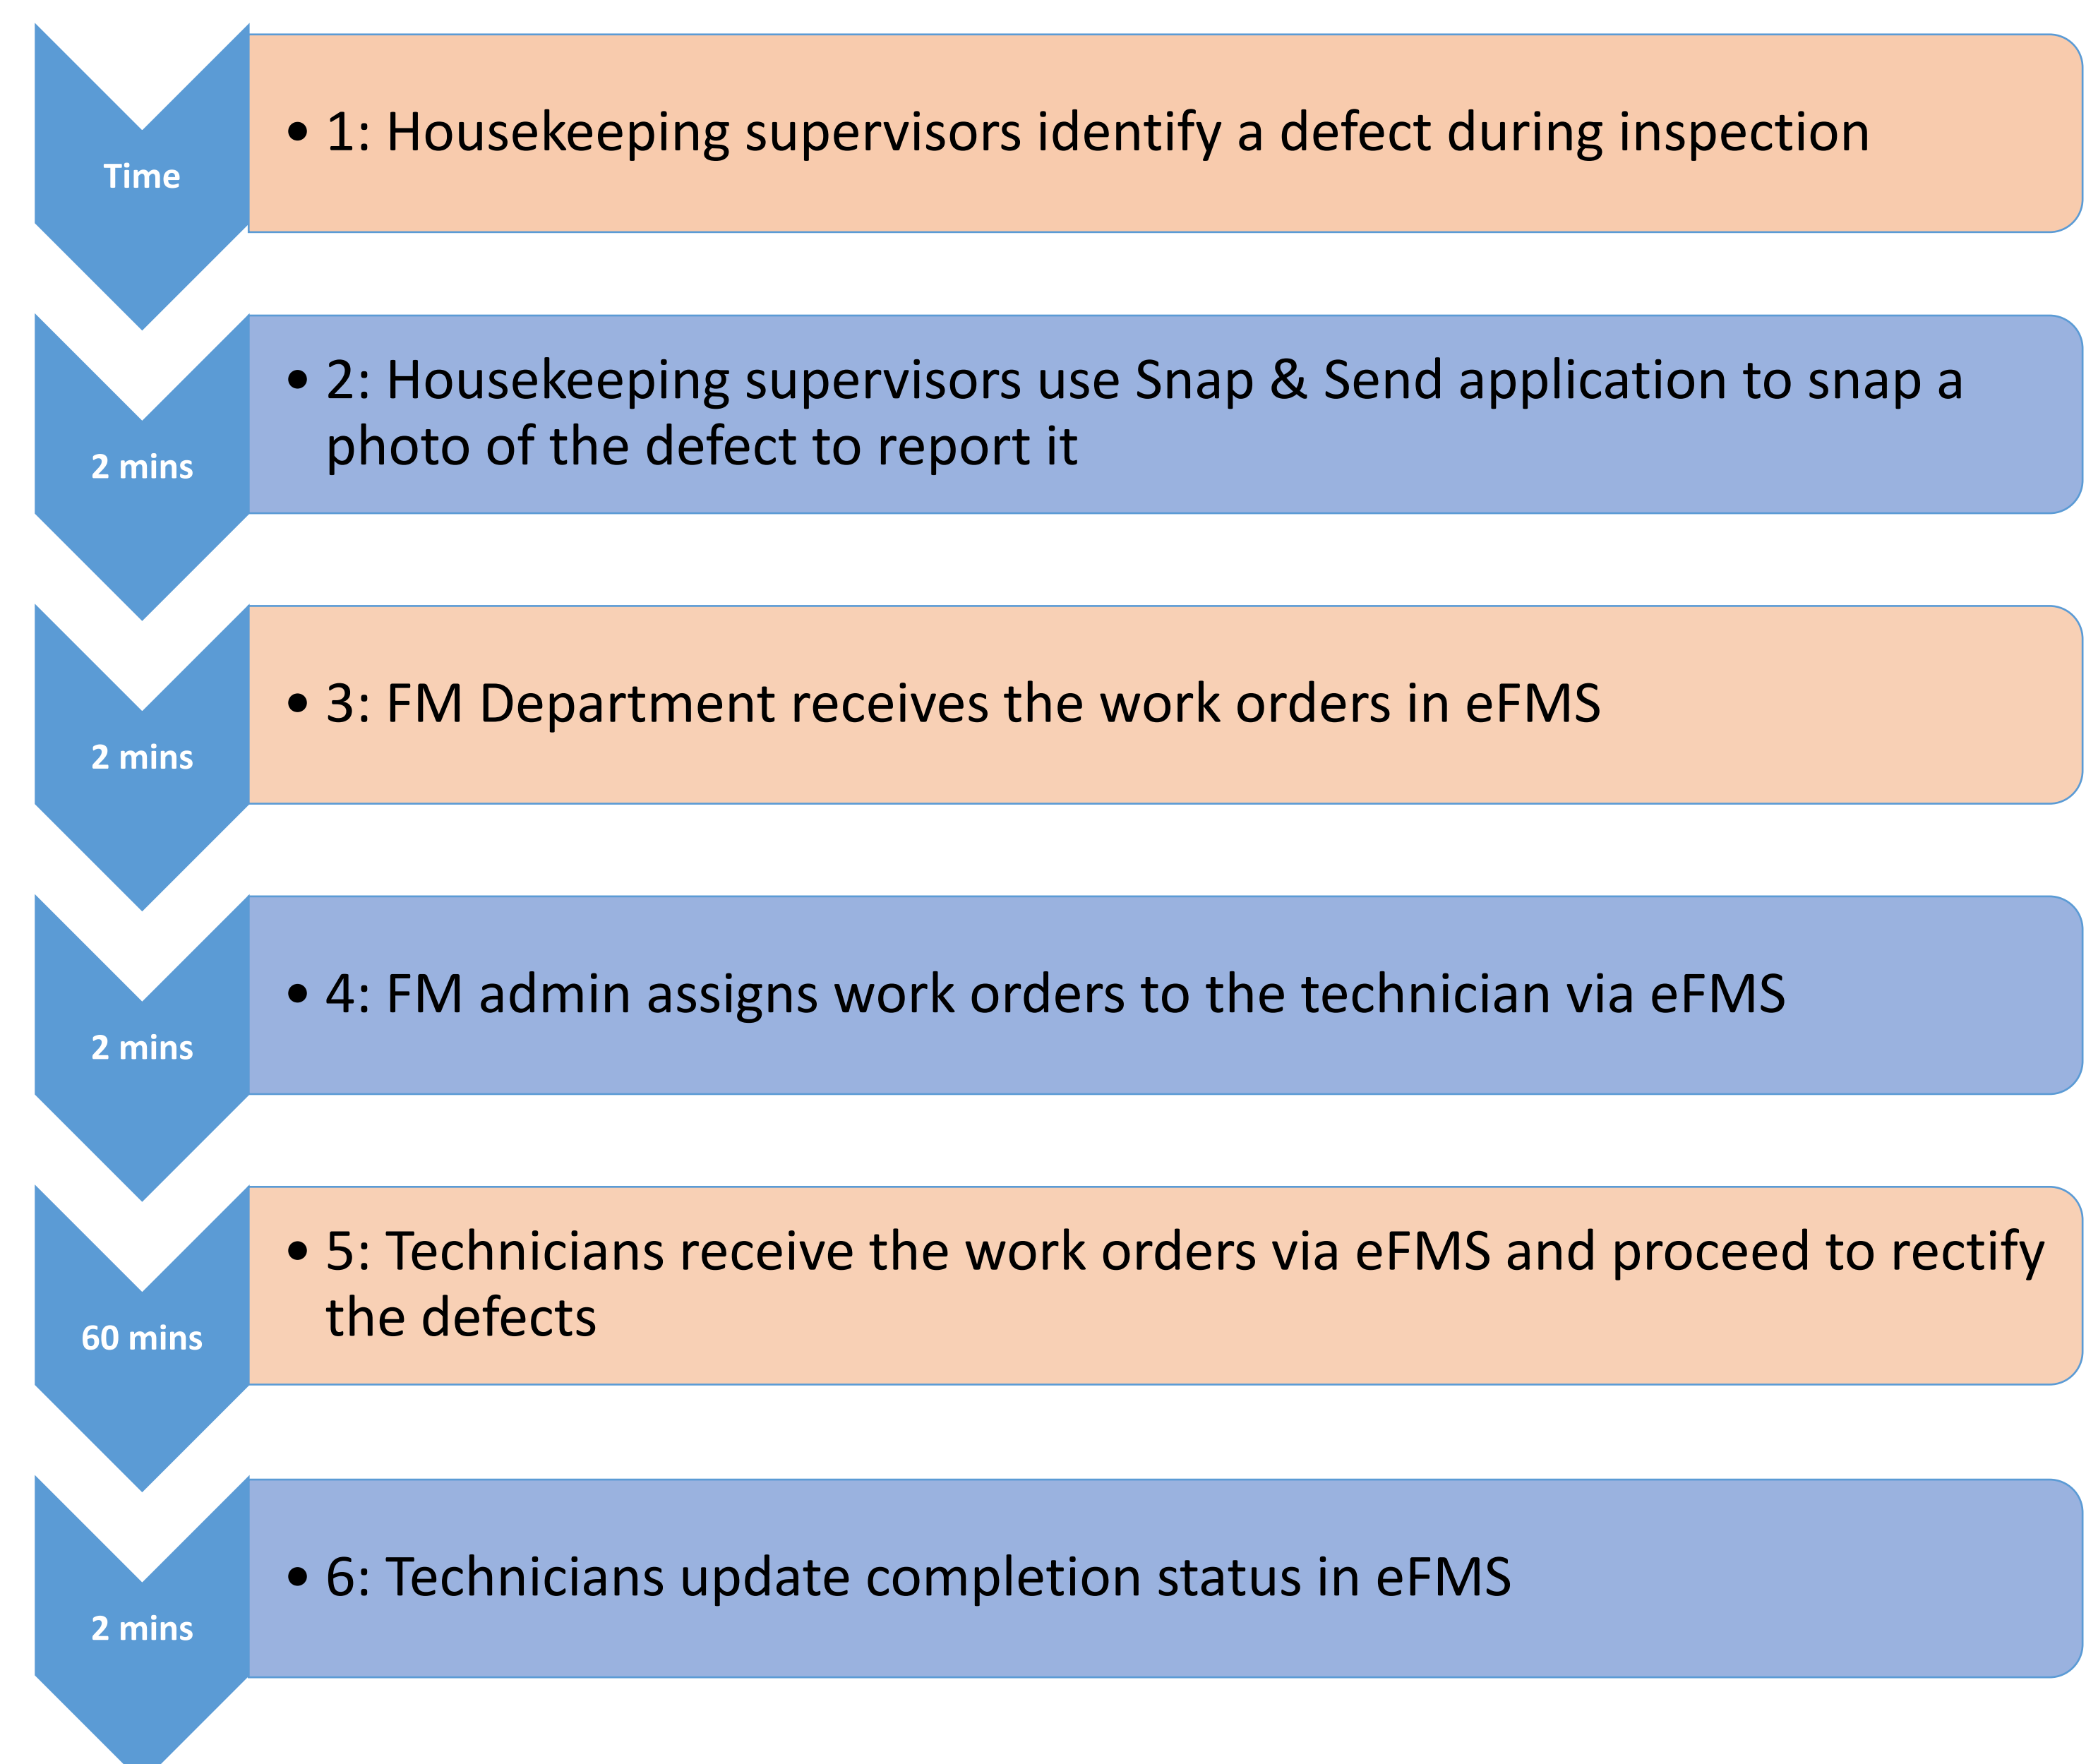 Time
• 1: Housekeeping supervisors identify a defect during inspection
2 mins
• 2: Housekeeping supervisors use Snap & Send application to snap a
photo of the defect to report it
2 mins
• 3: FM Department receives the work orders in eFMS
2 mins
• 4: FM admin assigns work orders to the technician via eFMS
60 mins
• 5: Technicians receive the work orders via eFMS and proceed to rectify
the defects
2 mins
• 6: Technicians update completion status in eFMS